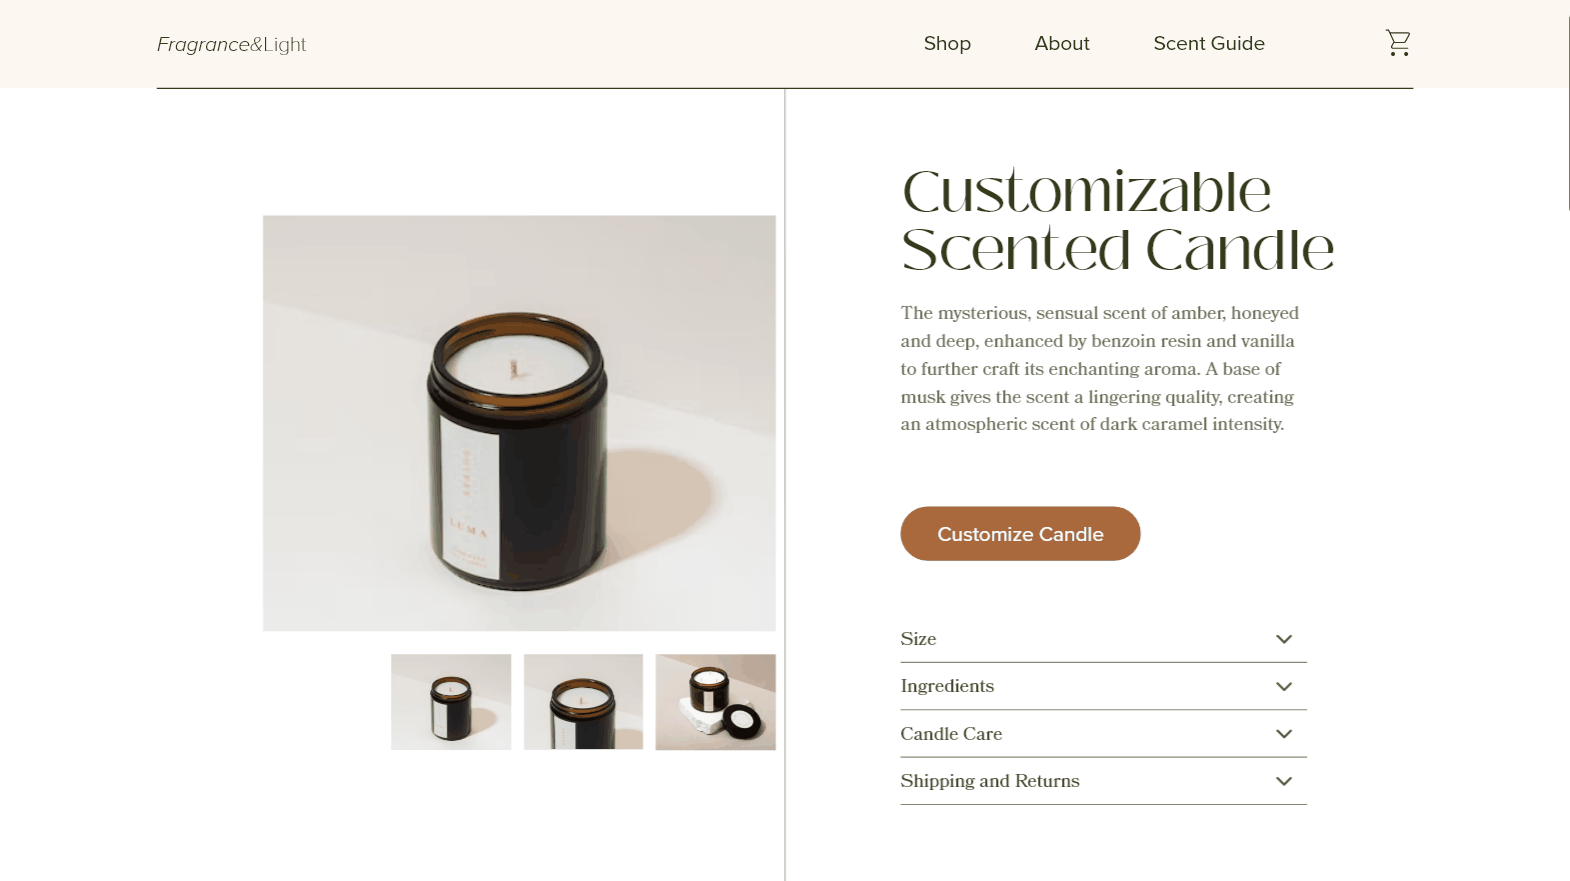 Fragrance&Light
Shop
About
Scent Guide
Customizable
Scented Candle
The mysterious, sensual scent of amber, honeyed
and deep, enhanced by benzoin resin and vanilla
to further craft its enchanting aroma. A base of
musk gives the scent a lingering quality, creating
an atmospheric scent of dark caramel intensity.
LUMA
Customize Candle
Size
Ingredients
Candle Care
Shipping and Returns